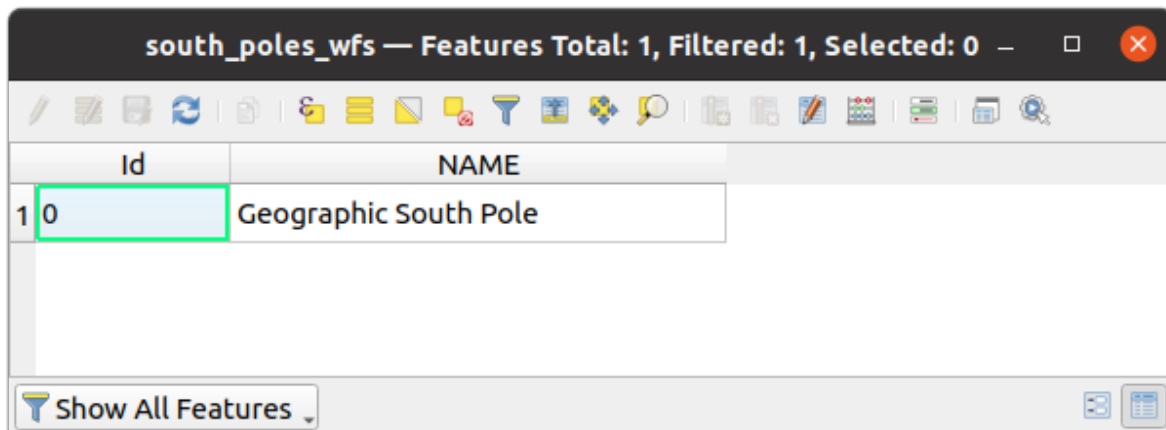 south_poles_wfs — Features Total: 1, Filtered: 1, Selected: 0
Id NAME
1 0 Geographic South Pole
Show All Features